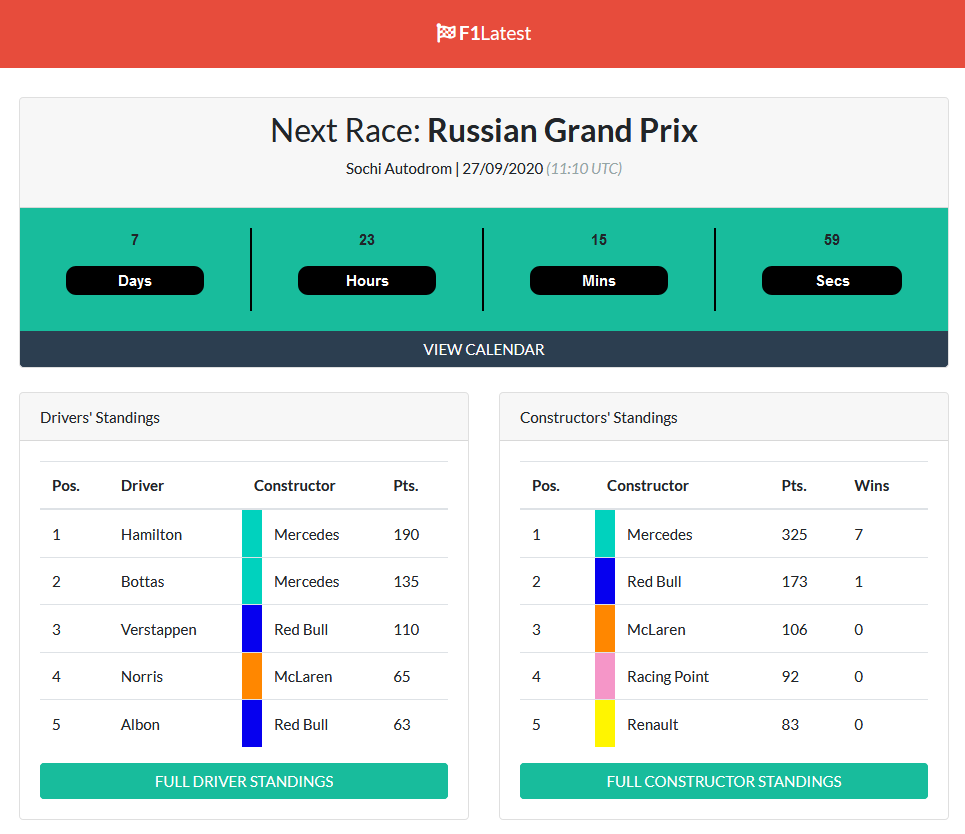 F1Latest
Next Race: Russian Grand Prix
Sochi Autodrom | 27/09/2020 (11:10 UTC)
7 23 15 59
Days Hours Mins Secs
VIEW CALENDAR
Drivers' Standings
Pos. Driver Constructor Pts.
1 Hamilton Mercedes 190
2 Bottas Mercedes 135
3 Verstappen Red Bull 110
4 Norris McLaren 65
5 Albon Red Bull 63
FULL DRIVER STANDINGS
Constructors' Standings
Pos. Constructor Pts. Wins
1 Mercedes 325 7
2 Red Bull 173 1
3 McLaren 106 0
4 Racing Point 92 0
5 Renault 83 0
FULL CONSTRUCTOR STANDINGS